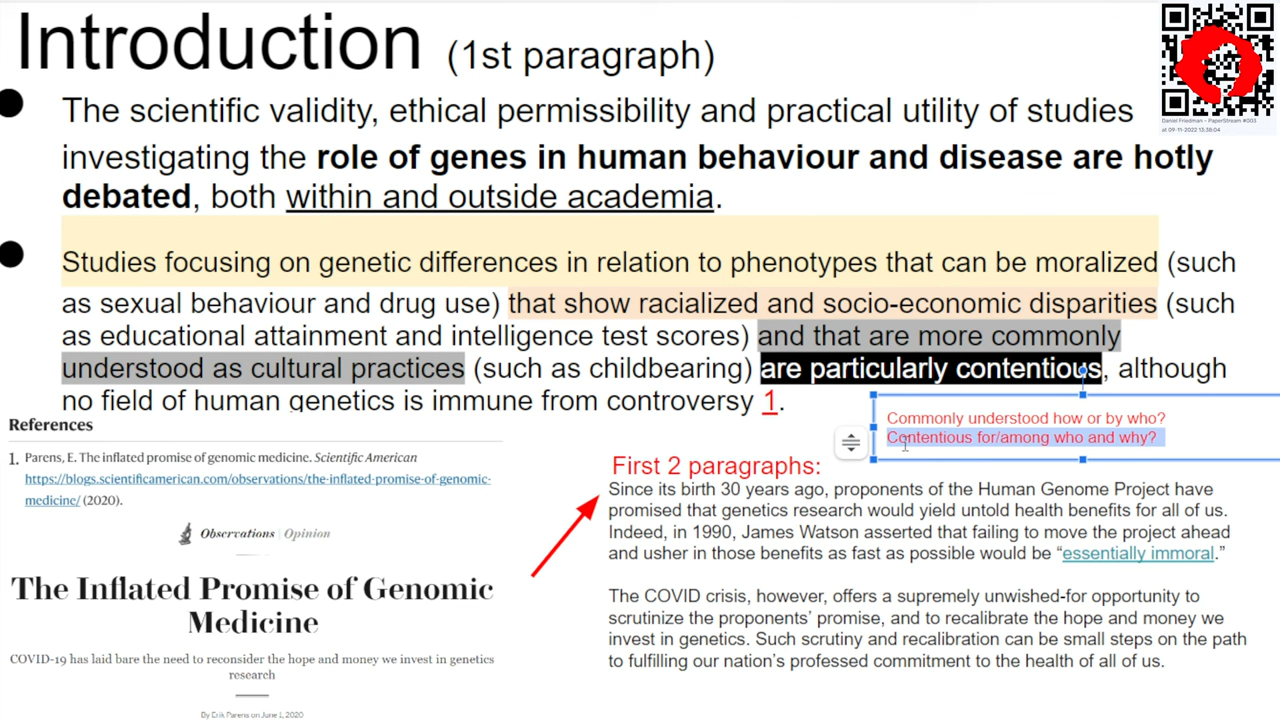 Introduction (1st paragraph)
Daniel Friedman - PaperStream #003
at 09-11-2022 13:38:04
● The scientific validity, ethical permissibility and practical utility of studies
investigating the role of genes in human behaviour and disease are hotly
debated, both within and outside academia.
● Studies focusing on genetic differences in relation to phenotypes that can be moralized (such
as sexual behaviour and drug use) that show racialized and socio-economic disparities (such
as educational attainment and intelligence test scores) and that are more commonly
understood as cultural practices (such as childbearing) are particularly contentious, although
no field of human genetics is immune from controversy 1.
Commonly understood how or by who?
Contentious for/among who and why?
References
1. Parens, E. The inflated promise of genomic medicine. Scientific American
https://blogs.scientificamerican.com/observations/the-inflated-promise-of-genomic-
medicine/ (2020).
Observations | Opinion
The Inflated Promise of Genomic
Medicine
COVID-19 has laid bare the need to reconsider the hope and money we invest in genetics
research
By Erik Parens on June 1, 2020
First 2 paragraphs:
Since its birth 30 years ago, proponents of the Human Genome Project have
promised that genetics research would yield untold health benefits for all of us.
Indeed, in 1990, James Watson asserted that failing to move the project ahead
and usher in those benefits as fast as possible would be “essentially immoral.”
The COVID crisis, however, offers a supremely unwished-for opportunity to
scrutinize the proponents’ promise, and to recalibrate the hope and money we
invest in genetics. Such scrutiny and recalibration can be small steps on the path
to fulfilling our nation’s professed commitment to the health of all of us.